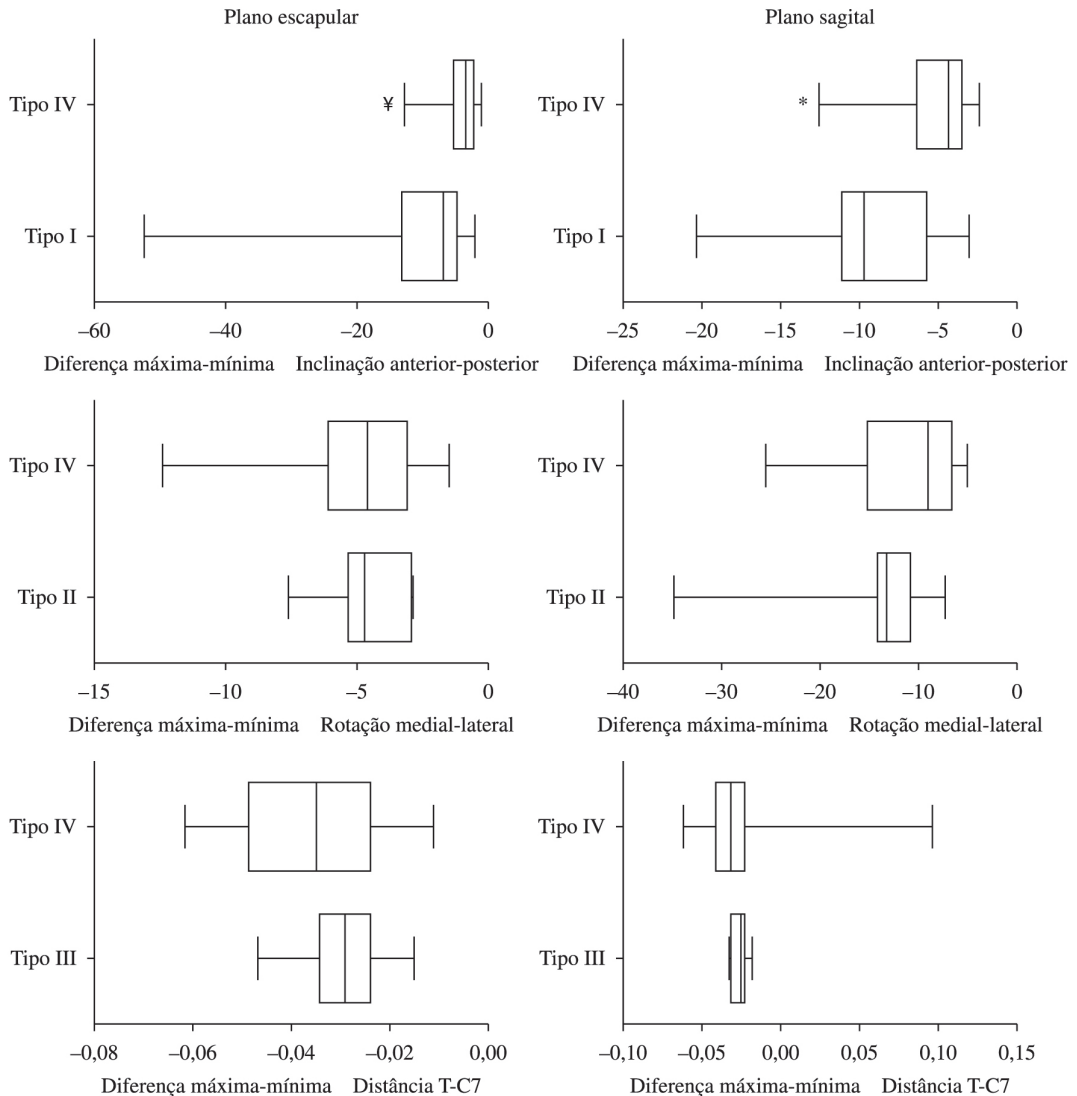 Plano escapular
Tipo IV
¥
Tipo I
–60 –40 –20 0
Diferença máxima-mínima Inclinação anterior-posterior
Plano sagital
Tipo IV
*
Tipo I
–25 –20 –15 –10 –5 0
Diferença máxima-mínima Inclinação anterior-posterior
Tipo IV
Tipo II
–15 –10 –5 0
Diferença máxima-mínima Rotação medial-lateral
Tipo IV
Tipo II
–40 –30 –20 –10 0
Diferença máxima-mínima Rotação medial-lateral
Tipo IV
Tipo III
–0,08 –0,06 –0,04 –0,02 0,00
Diferença máxima-mínima Distância T-C7
Tipo IV
Tipo III
–0,10 –0,05 0,00 0,05 0,10 0,15
Diferença máxima-mínima Distância T-C7